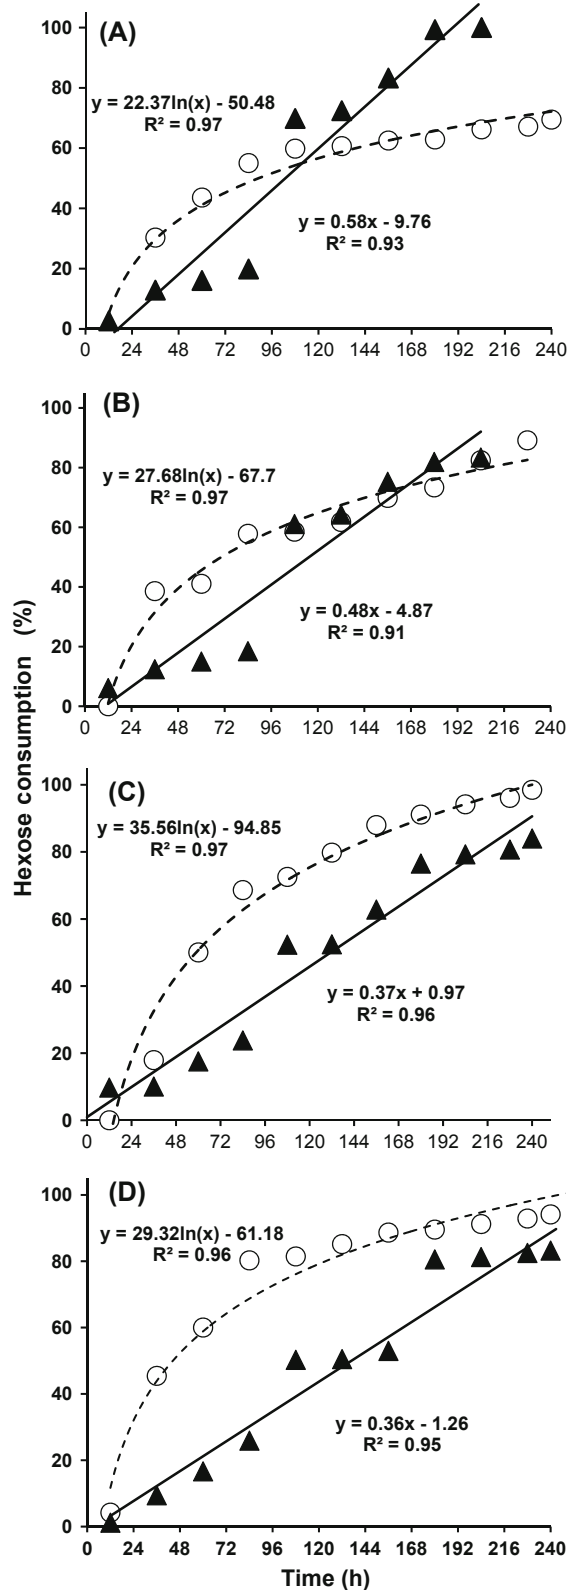 (A)
100
y = 22.37ln(x) - 50.48
R² = 0.97
80
60
y = 0.58x - 9.76
R² = 0.93
40
20
0
0 24 48 72 96 120 144 168 192 216 240
(B)
100
y = 27.68ln(x) - 67.7
R² = 0.97
80
60
y = 0.48x - 4.87
R² = 0.91
40
20
0
0 24 48 72 96 120 144 168 192 216 240
Hexose consumption (%)
(C)
100
y = 35.56ln(x) - 94.85
R² = 0.97
80
60
y = 0.37x + 0.97
R² = 0.96
40
20
0
0 24 48 72 96 120 144 168 192 216 240
(D)
100
y = 29.32ln(x) - 61.18
R² = 0.96
80
60
40
y = 0.36x - 1.26
R² = 0.95
20
0
0 24 48 72 96 120 144 168 192 216 240
Time (h)